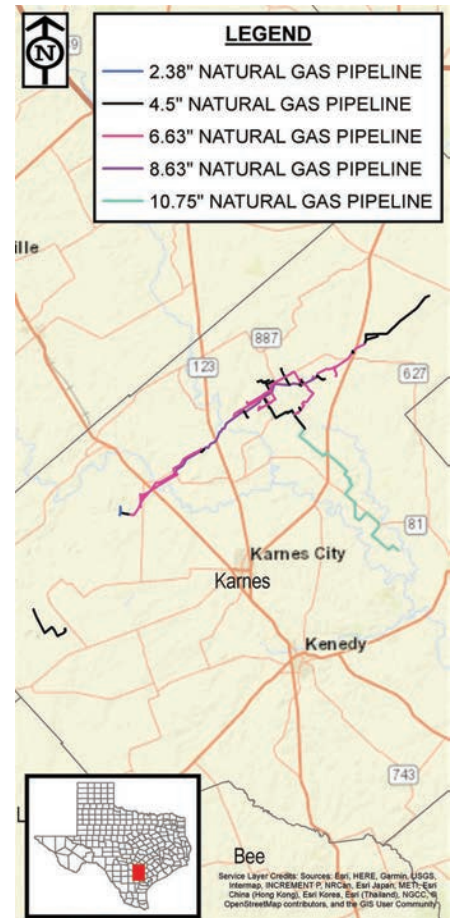 N
LEGEND
2.38" NATURAL GAS PIPELINE
4.5" NATURAL GAS PIPELINE
6.63" NATURAL GAS PIPELINE
8.63" NATURAL GAS PIPELINE
10.75" NATURAL GAS PIPELINE
ille
887
123
627
81
Karnes City
Karnes
Kenedy
743
L
Bee
Service Layer Credits: Sources: Esri, HERE, Garmin, USGS,
Intermap, INCREMENT P, NRCan, Esri Japan, METI, Esri
China (Hong Kong), Esri Korea, Esri (Thailand), NGCC, ©
OpenStreetMap contributors, and the GIS User Community